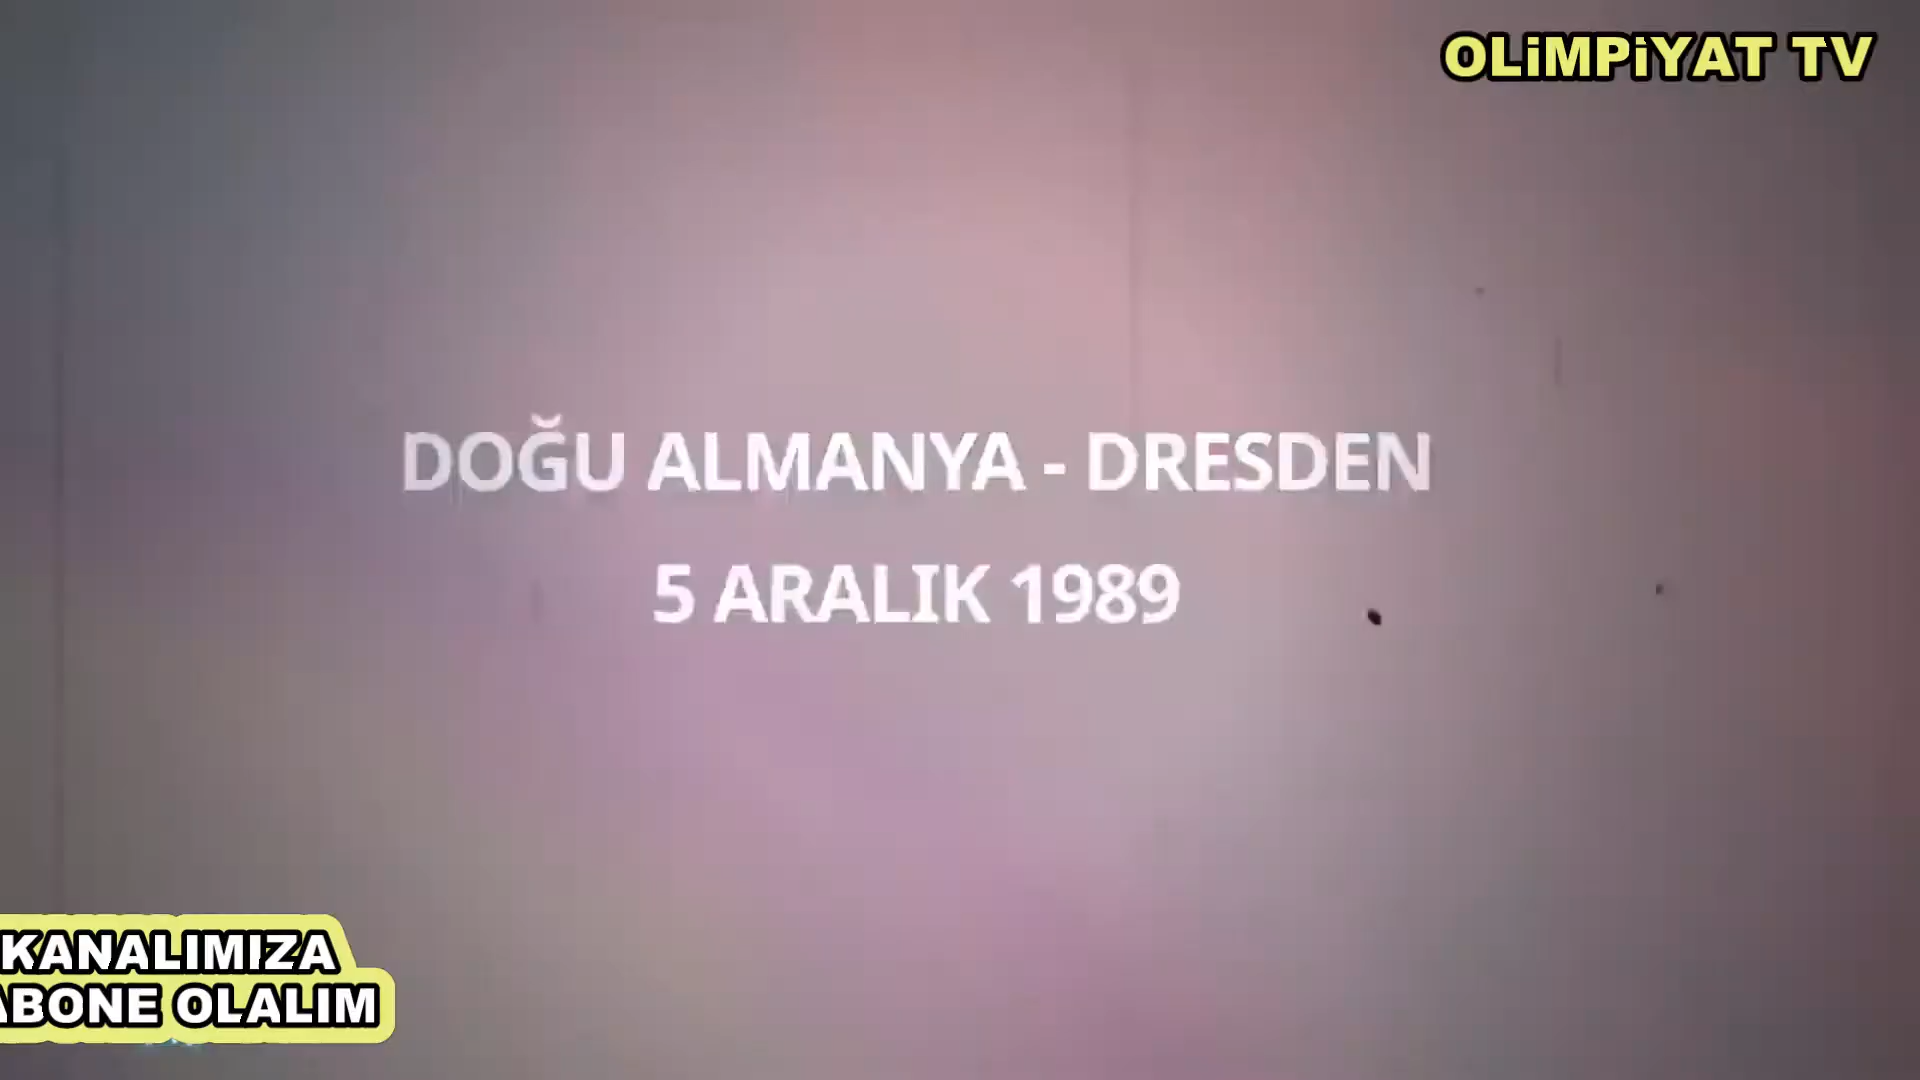 OLiMPiYAT TV
DOĞU ALMANYA - DRESDEN
5 ARALIK 1989
KANALIMIZA
ABONE OLALIM